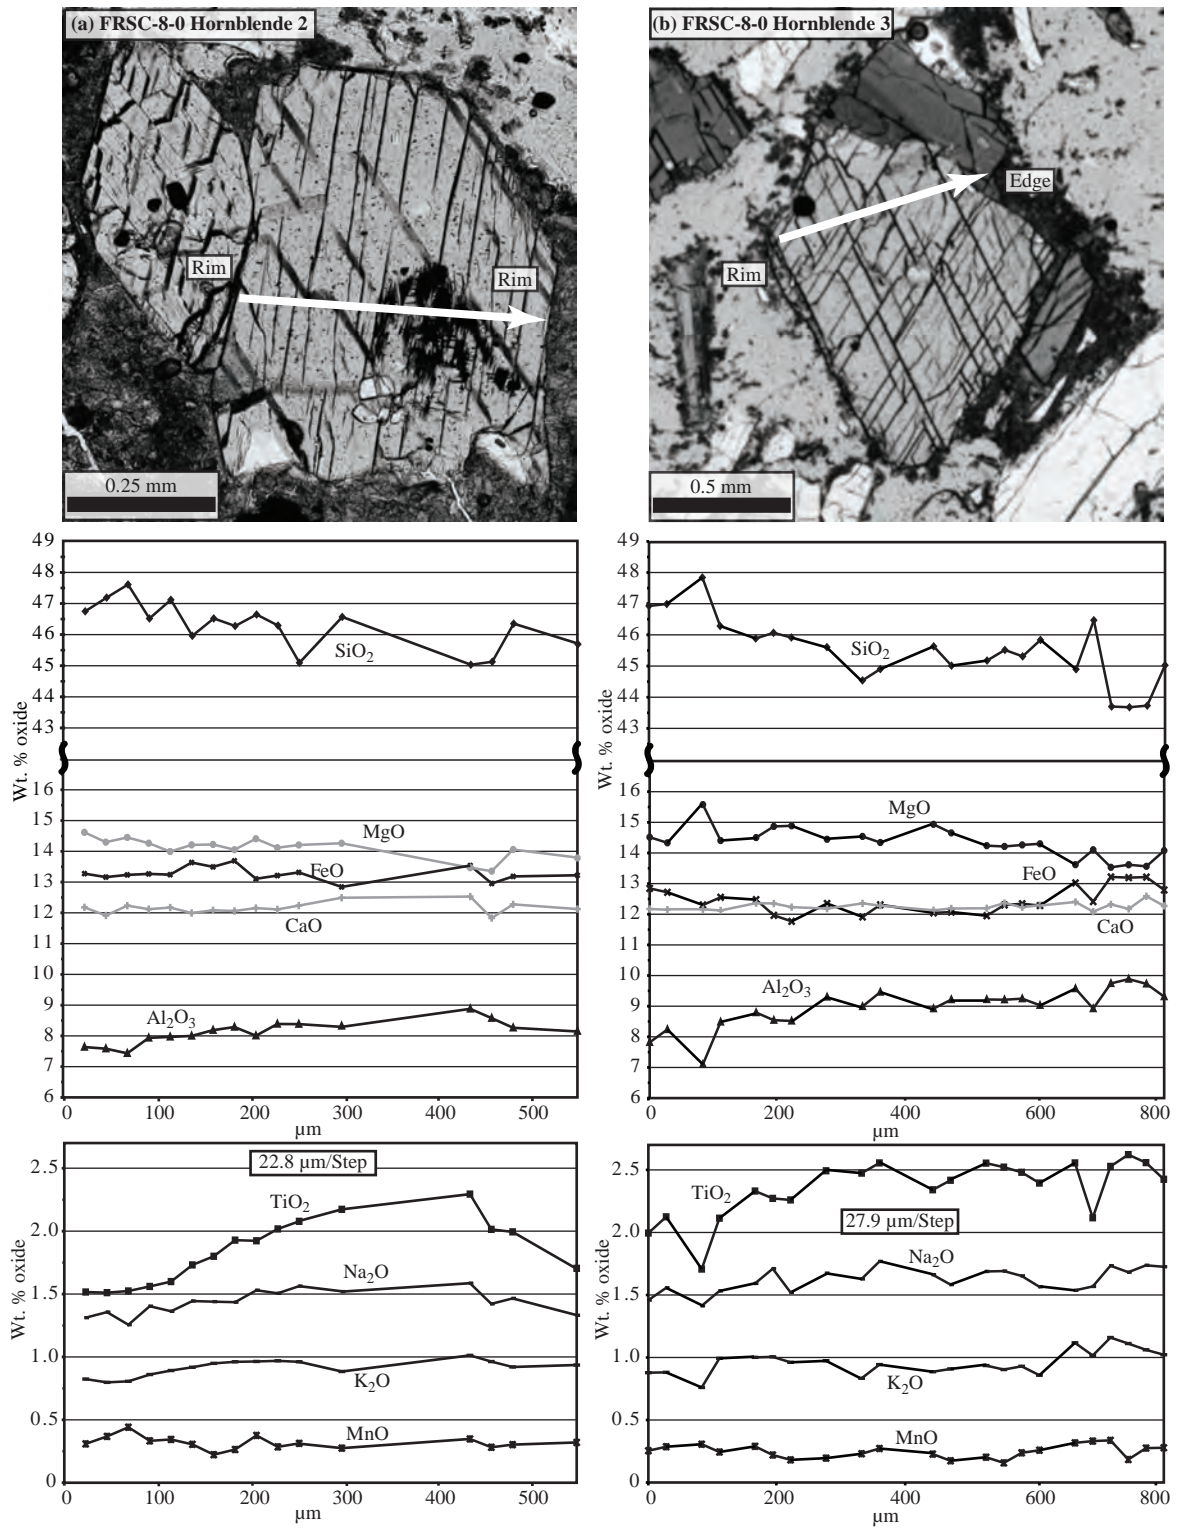 (a) FRSC-8-0 Hornblende 2
Rim
Rim
0.25 mm
(b) FRSC-8-0 Hornblende 3
Edge
Rim
0.5 mm
49
48
47
46
45
44
43
16
15
14
13
12
11
10
9
8
7
6
Wt. % oxide
SiO₂
MgO
FeO
CaO
Al₂O₃
0 100 200 300 400 500
µm
49
48
47
46
45
44
43
16
15
14
13
12
11
10
9
8
7
6
Wt. % oxide
SiO₂
MgO
FeO
CaO
Al₂O₃
0 200 400 600 800
µm
2.5
2.0
1.5
1.0
0.5
0
Wt. % oxide
22.8 µm/Step
TiO₂
Na₂O
K₂O
MnO
0 100 200 300 400 500
µm
2.5
2.0
1.5
1.0
0.5
0
Wt. % oxide
TiO₂
27.9 µm/Step
Na₂O
K₂O
MnO
0 200 400 600 800
µm